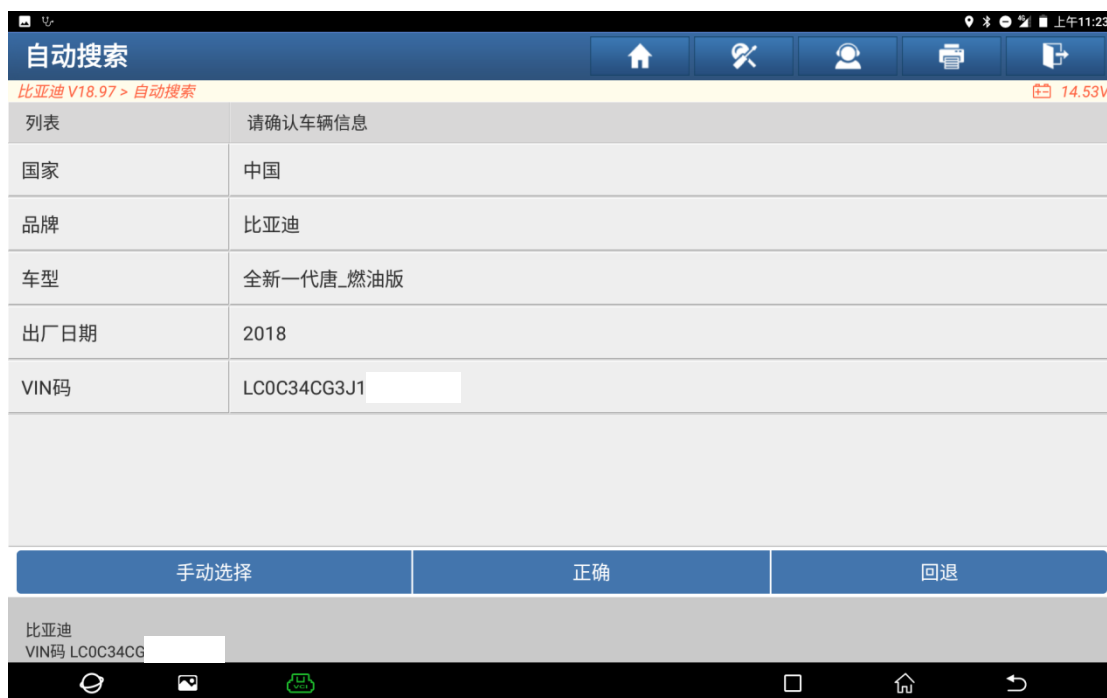 上午11:23
自动搜索
比亚迪 V18.97 > 自动搜索 14.53V
列表 请确认车辆信息
国家 中国
品牌 比亚迪
车型 全新一代唐_燃油版
出厂日期 2018
VIN码 LC0C34CG3J1
手动选择 正确 回退
比亚迪
VIN码 LC0C34CG
VCI